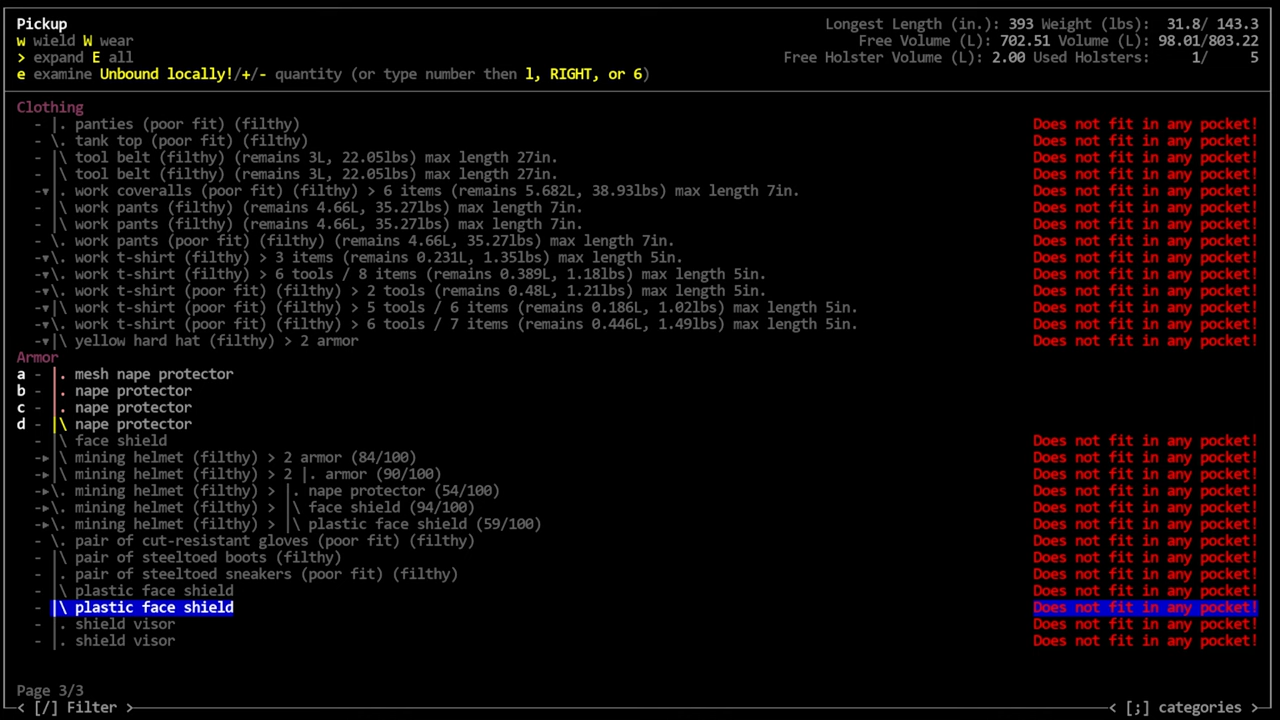 Pickup
Longest Length (in.): 393 Weight (lbs): 31.8/ 143.3
w wield W wear
Free Volume (L): 702.51 Volume (L): 98.01/803.22
> expand E all
Free Holster Volume (L): 2.00 Used Holsters: 1/ 5
e examine Unbound locally!/+/- quantity (or type number then l, RIGHT, or 6)
Clothing
- |. panties (poor fit) (filthy) Does not fit in any pocket!
- \. tank top (poor fit) (filthy) Does not fit in any pocket!
- |\ tool belt (filthy) (remains 3L, 22.05lbs) max length 27in. Does not fit in any pocket!
- |\ tool belt (filthy) (remains 3L, 22.05lbs) max length 27in. Does not fit in any pocket!
-▾|. work coveralls (poor fit) (filthy) > 6 items (remains 5.682L, 38.93lbs) max length 7in. Does not fit in any pocket!
- |\ work pants (filthy) (remains 4.66L, 35.27lbs) max length 7in. Does not fit in any pocket!
- |\ work pants (filthy) (remains 4.66L, 35.27lbs) max length 7in. Does not fit in any pocket!
- \. work pants (poor fit) (filthy) (remains 4.66L, 35.27lbs) max length 7in. Does not fit in any pocket!
-▾\. work t-shirt (filthy) > 3 items (remains 0.231L, 1.35lbs) max length 5in. Does not fit in any pocket!
-▾\. work t-shirt (filthy) > 6 tools / 8 items (remains 0.389L, 1.18lbs) max length 5in. Does not fit in any pocket!
-▾\. work t-shirt (poor fit) (filthy) > 2 tools (remains 0.48L, 1.21lbs) max length 5in. Does not fit in any pocket!
-▾|\ work t-shirt (poor fit) (filthy) > 5 tools / 6 items (remains 0.186L, 1.02lbs) max length 5in. Does not fit in any pocket!
-▾\. work t-shirt (poor fit) (filthy) > 6 tools / 7 items (remains 0.446L, 1.49lbs) max length 5in. Does not fit in any pocket!
-▾|\ yellow hard hat (filthy) > 2 armor Does not fit in any pocket!
Armor
a - |. mesh nape protector
b - |. nape protector
c - |. nape protector
d - |\ nape protector
- |\ face shield Does not fit in any pocket!
-▸|\ mining helmet (filthy) > 2 armor (84/100) Does not fit in any pocket!
-▸|\ mining helmet (filthy) > 2 |. armor (90/100) Does not fit in any pocket!
-▸\. mining helmet (filthy) > |. nape protector (54/100) Does not fit in any pocket!
-▸\. mining helmet (filthy) > |\ face shield (94/100) Does not fit in any pocket!
-▸\. mining helmet (filthy) > |\ plastic face shield (59/100) Does not fit in any pocket!
- \. pair of cut-resistant gloves (poor fit) (filthy) Does not fit in any pocket!
- |\ pair of steeltoed boots (filthy) Does not fit in any pocket!
- |. pair of steeltoed sneakers (poor fit) (filthy) Does not fit in any pocket!
- |\ plastic face shield Does not fit in any pocket!
- |\ plastic face shield Does not fit in any pocket!
- |. shield visor Does not fit in any pocket!
- |. shield visor Does not fit in any pocket!
Page 3/3
< [/] Filter >
< [;] categories >